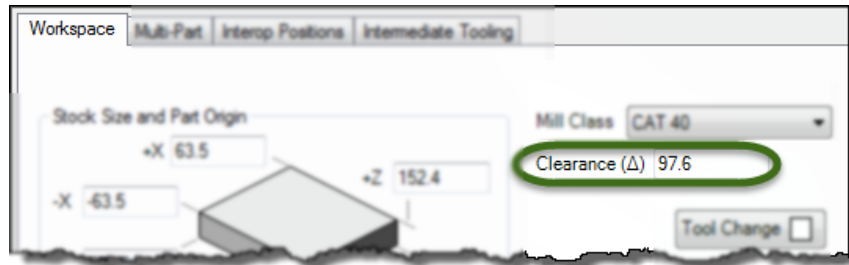 Workspace Multi-Part Interop Positions Intermediate Tooling
Stock Size and Part Origin
Mill Class CAT 40
+X 63.5
Clearance (Δ) 97.6
+Z 152.4
-X -63.5
Tool Change